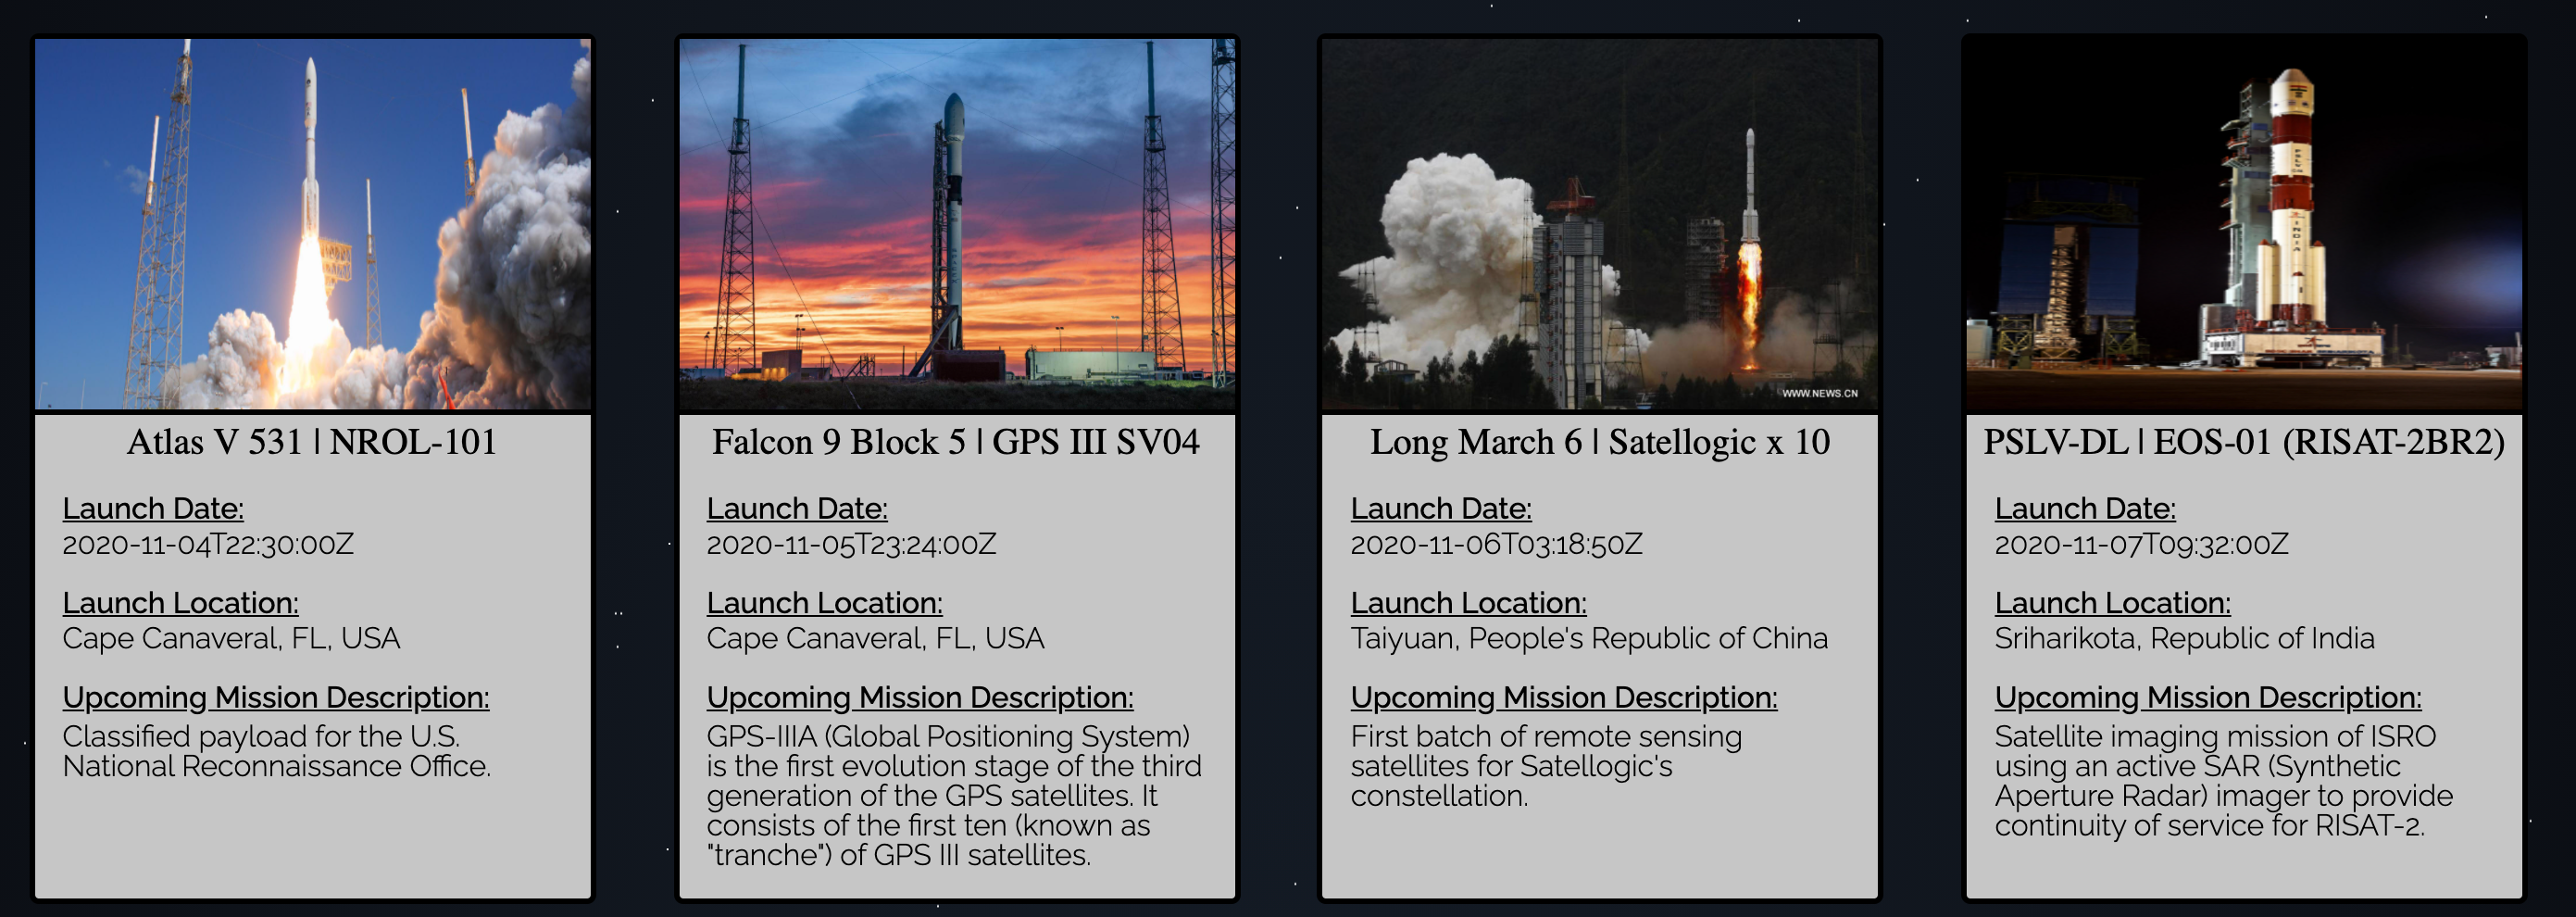 WWW.NEWS.CN
Atlas V 531 | NROL-101
Launch Date:
2020-11-04T22:30:00Z
Launch Location:
Cape Canaveral, FL, USA
Upcoming Mission Description:
Classified payload for the U.S.
National Reconnaissance Office.
Falcon 9 Block 5 | GPS III SV04
Launch Date:
2020-11-05T23:24:00Z
Launch Location:
Cape Canaveral, FL, USA
Upcoming Mission Description:
GPS-IIIA (Global Positioning System)
is the first evolution stage of the third
generation of the GPS satellites. It
consists of the first ten (known as
"tranche") of GPS III satellites.
Long March 6 | Satellogic x 10
Launch Date:
2020-11-06T03:18:50Z
Launch Location:
Taiyuan, People's Republic of China
Upcoming Mission Description:
First batch of remote sensing
satellites for Satellogic's
constellation.
PSLV
INDIA
PSLV-DL | EOS-01 (RISAT-2BR2)
Launch Date:
2020-11-07T09:32:00Z
Launch Location:
Sriharikota, Republic of India
Upcoming Mission Description:
Satellite imaging mission of ISRO
using an active SAR (Synthetic
Aperture Radar) imager to provide
continuity of service for RISAT-2.